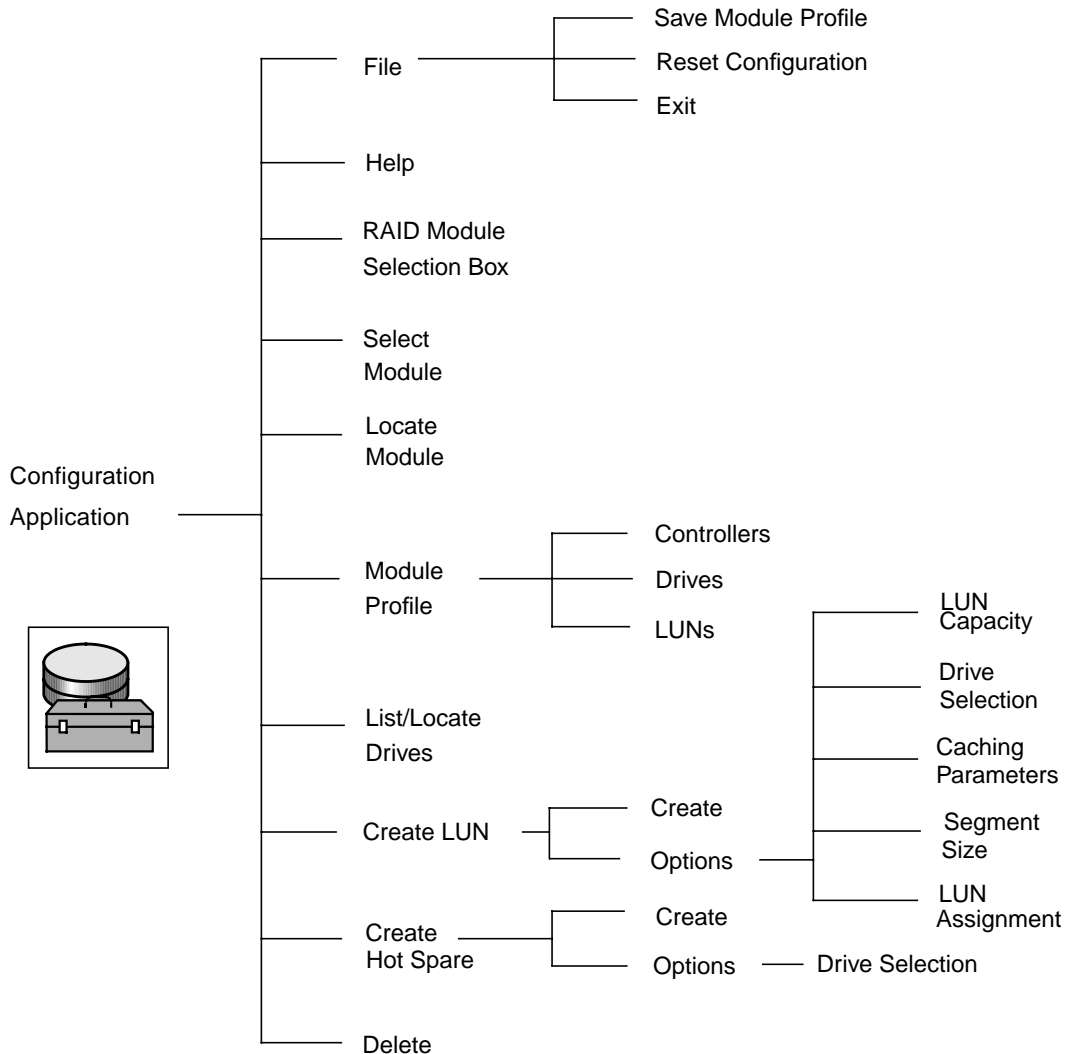 Save Module Profile
File
Reset Configuration
Exit
Help
RAID Module
Selection Box
Select
Module
Locate
Module
Configuration
Application
Module
Profile
Controllers
Drives
LUNs
LUN
Capacity
Drive
Selection
Caching
Parameters
Segment
Size
LUN
Assignment
List/Locate
Drives
Create LUN
Create
Options
Create
Hot Spare
Create
Options
Drive Selection
Delete